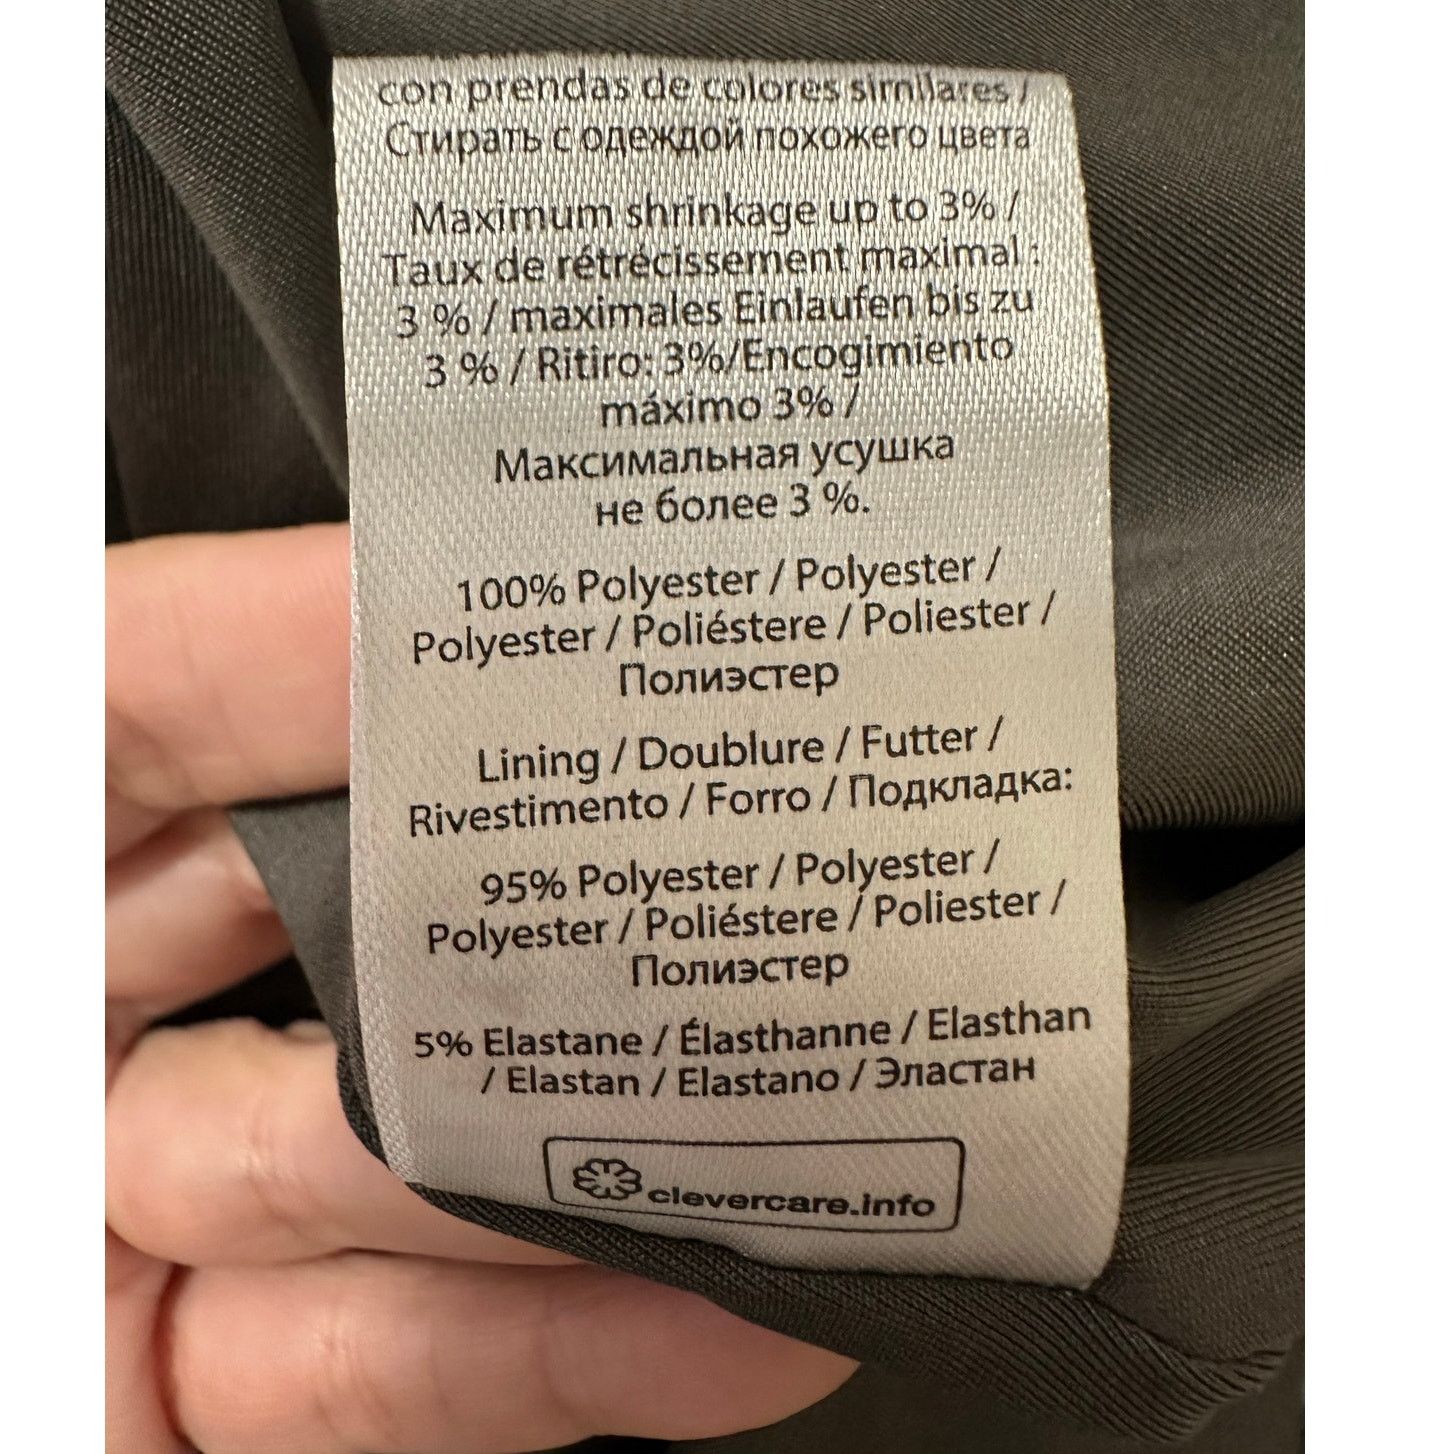 con prendas de colores similares /
Стирать с одеждой похожего цвета
Maximum shrinkage up to 3% /
Taux de rétrécissement maximal :
3 % / maximales Einlaufen bis zu
3 % / Ritiro: 3%/Encogimiento
máximo 3% /
Максимальная усушка
не более 3 %.
100% Polyester / Polyester /
Polyester / Poliéstere / Poliester /
Полиэстер
Lining / Doublure / Futter /
Rivestimento / Forro / Подкладка:
95% Polyester / Polyester /
Polyester / Poliéstere / Poliester /
Полиэстер
5% Elastane / Élasthanne / Elasthan
/ Elastan / Elastano / Эластан
clevercare.info